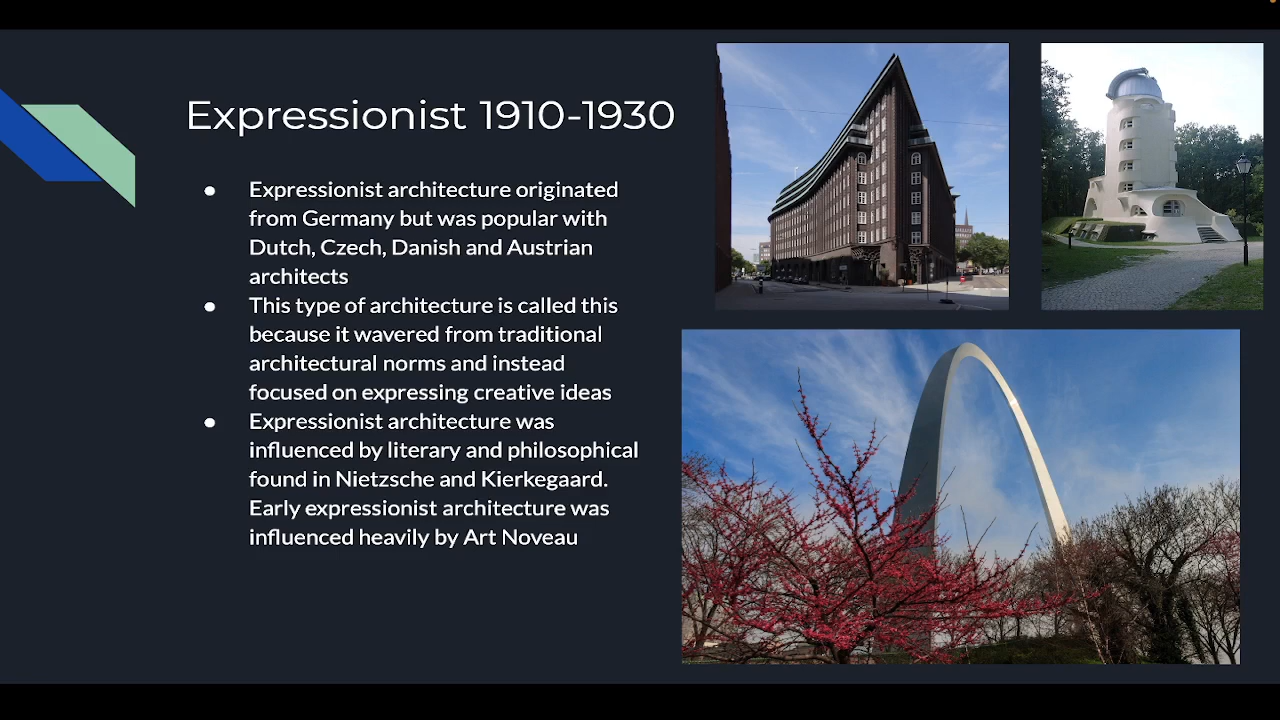 Expressionist 1910-1930
● Expressionist architecture originated
from Germany but was popular with
Dutch, Czech, Danish and Austrian
architects
● This type of architecture is called this
because it wavered from traditional
architectural norms and instead
focused on expressing creative ideas
● Expressionist architecture was
influenced by literary and philosophical
found in Nietzsche and Kierkegaard.
Early expressionist architecture was
influenced heavily by Art Noveau